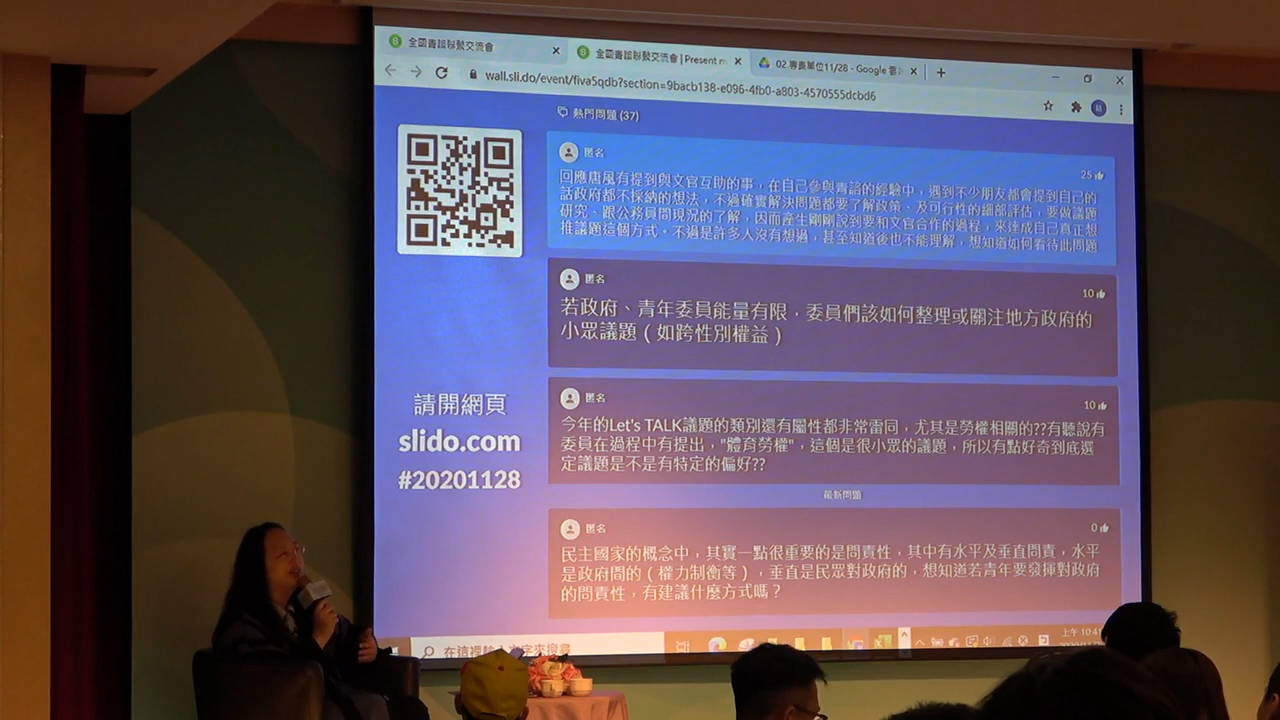 全國青諮聯繫交流會
全國青諮聯繫交流會 | Present m
02.專責單位11/28 - Google 雲
wall.sli.do/event/fiva5qdb?section=9bacb138-e096-4fb0-a803-4570555dcbd6
熱門問題 (37)
匿名
25
回應唐鳳有提到與文官互助的事，在自己參與青諮的經驗中，遇到不少朋友都會提到自己的
話政府都不採納的想法，不過確實解決問題都要了解政策、及可行性的細部評估，要做議題
研究、跟公務員間現況的了解，因而產生剛剛說到要和文官合作的過程，來達成自己真正想
推議題這個方式。不過是許多人沒有想過，甚至知道後也不能理解，想知道如何看待此問題
匿名
10
若政府、青年委員能量有限，委員們該如何整理或關注地方政府的
小眾議題（如跨性別權益）
匿名
10
今年的Let's TALK議題的類別還有屬性都非常雷同，尤其是勞權相關的??有聽說有
委員在過程中有提出，"體育勞權"，這個是很小眾的議題，所以有點好奇到底選
定議題是不是有特定的偏好??
最新問題
匿名
0
民主國家的概念中，其實一點很重要的是問責性，其中有水平及垂直問責，水平
是政府間的（權力制衡等），垂直是民眾對政府的，想知道若青年要發揮對政府
的問責性，有建議什麼方式嗎？
請開網頁
slido.com
#20201128
在這裡輸入文字來搜尋
上午 10:4